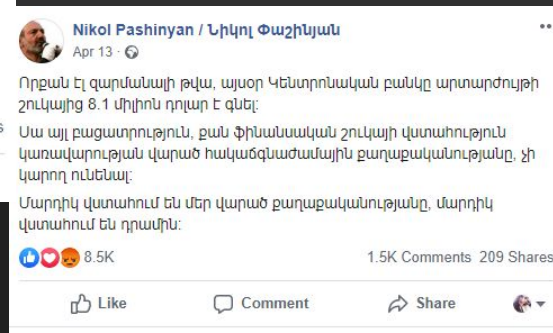 Nikol Pashinyan / Նիկոլ Փաշինյան
Apr 13 ·
Որքան էլ զարմանալի թվա, այսօր Կենտրոնական բանկը արտարժույթի
շուկայից 8.1 միլիոն դոլար է գնել:
Սա այլ բացատրություն, քան ֆինանսական շուկայի վստահություն
կառավարության վարած հակաճգնաժամային քաղաքականությանը, չի
կարող ունենալ:
Մարդիկ վստահում են մեր վարած քաղաքականությանը, մարդիկ
վստահում են դրամին:
8.5K 1.5K Comments 209 Shares
Like Comment Share